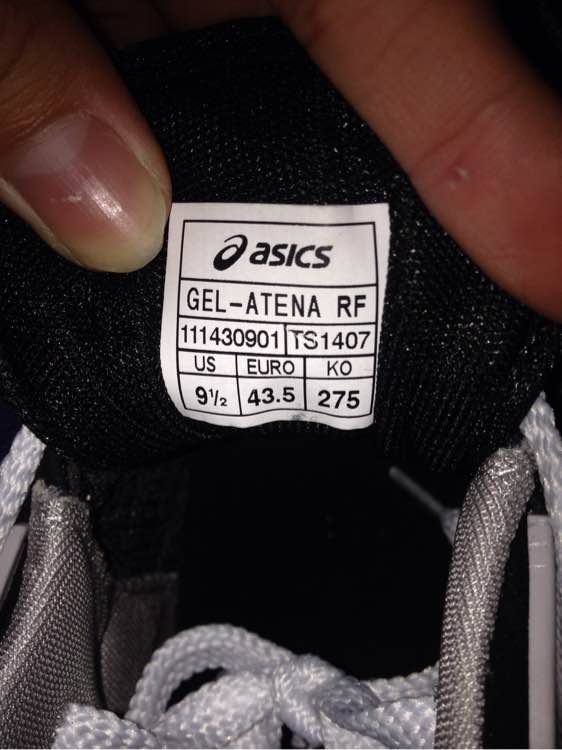 asics
GEL-ATENA RF
111430901 TS1407
US EURO KO
9½ 43.5 275